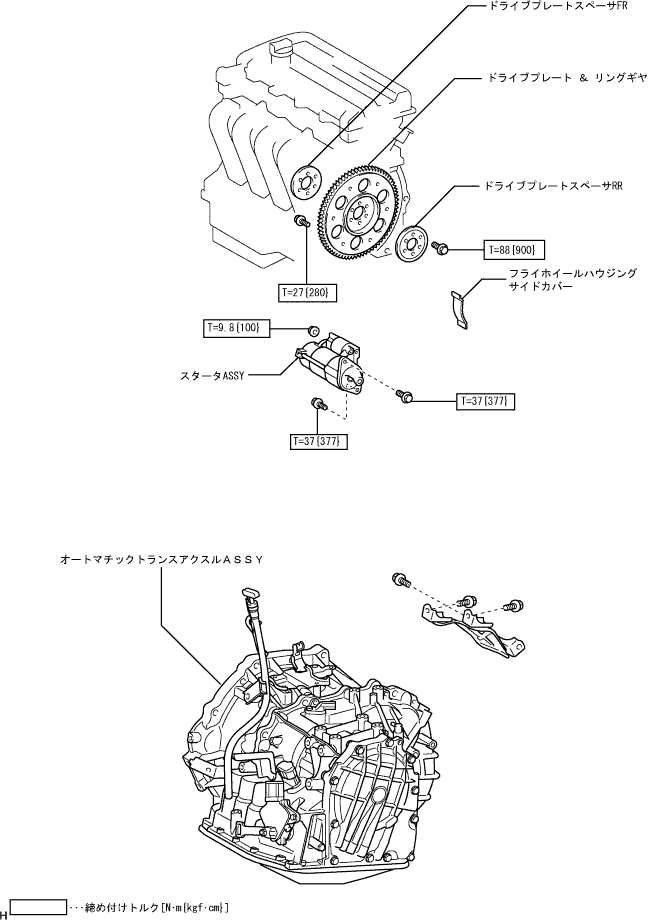 ドライブプレートスペーサFR
ドライブプレート & リングギヤ
ドライブプレートスペーサRR
T=88{900}
フライホイールハウジング
サイドカバー
T=27{280}
T=9.8{100}
スタータASSY
T=37{377}
T=37{377}
オートマチックトランスアクスルＡＳＳＹ
H
･･･締め付けトルク[N･m{kgf･cm}]